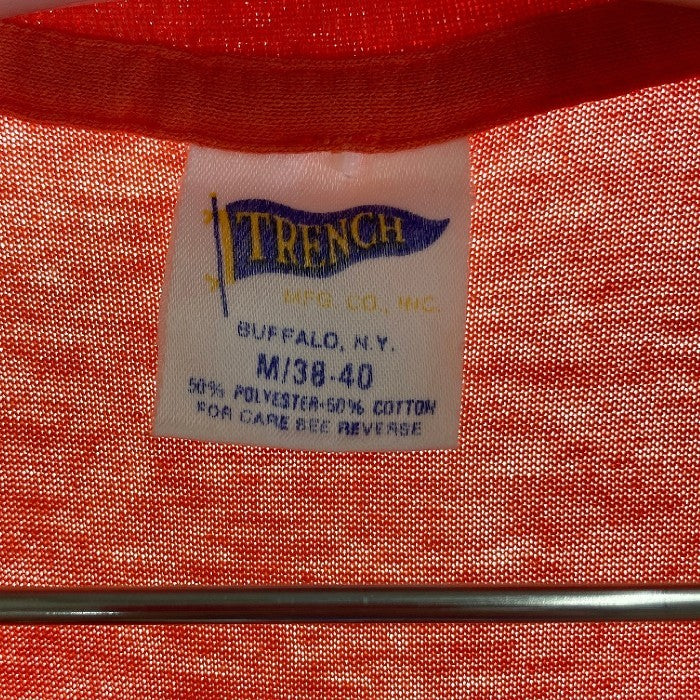 TRENCH
MFG. CO., INC.
BUFFALO, N.Y.
M/38-40
50% POLYESTER-50% COTTON
FOR CARE SEE REVERSE